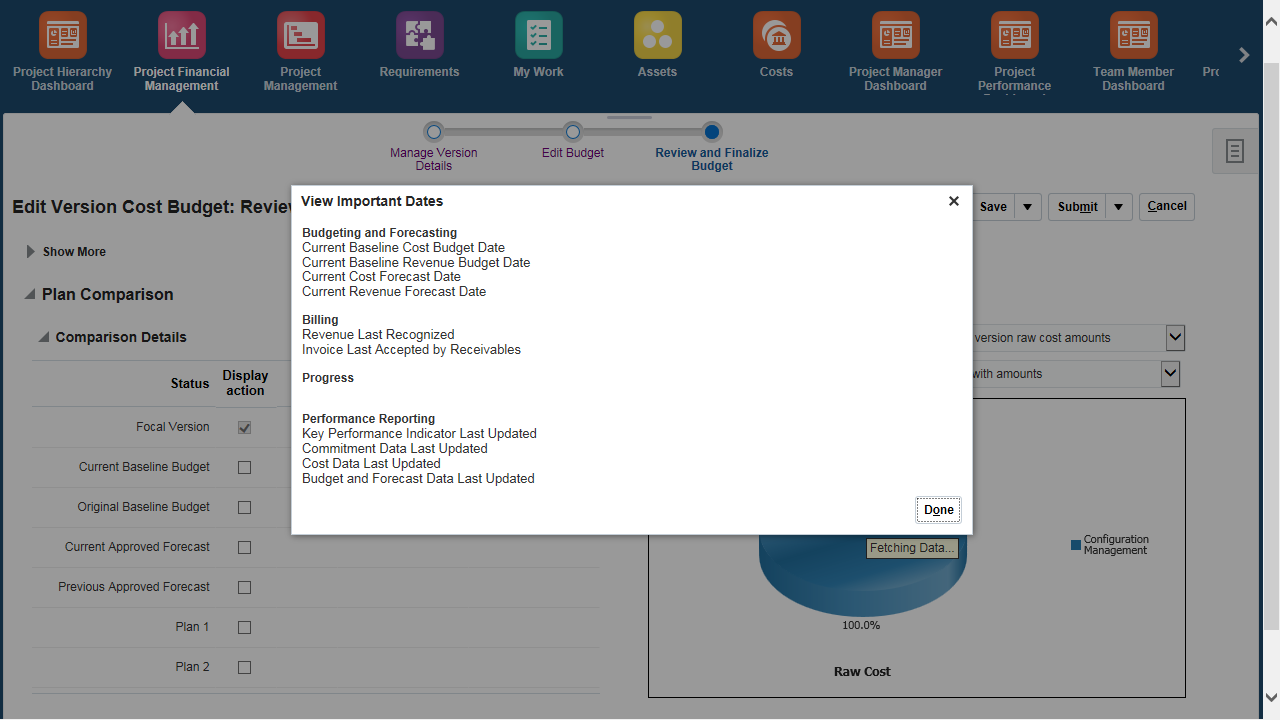 Project Hierarchy
Dashboard
Project Financial
Management
Project
Management
Requirements
My Work
Assets
Costs
Project Manager
Dashboard
Project
Performance
Team Member
Dashboard
Manage Version
Details
Edit Budget
Review and Finalize
Budget
Edit Version Cost Budget:
Save
Submit
Cancel
Show More
Plan Comparison
Comparison Details
version raw cost amounts
with amounts
Status
Display
action
Focal Version
Current Baseline Budget
Original Baseline Budget
Current Approved Forecast
Previous Approved Forecast
Plan 1
Plan 2
View Important Dates
Budgeting and Forecasting
Current Baseline Cost Budget Date
Current Baseline Revenue Budget Date
Current Cost Forecast Date
Current Revenue Forecast Date
Billing
Revenue Last Recognized
Invoice Last Accepted by Receivables
Progress
Performance Reporting
Key Performance Indicator Last Updated
Commitment Data Last Updated
Cost Data Last Updated
Budget and Forecast Data Last Updated
Done
Fetching Data...
Configuration
Management
100.0%
Raw Cost